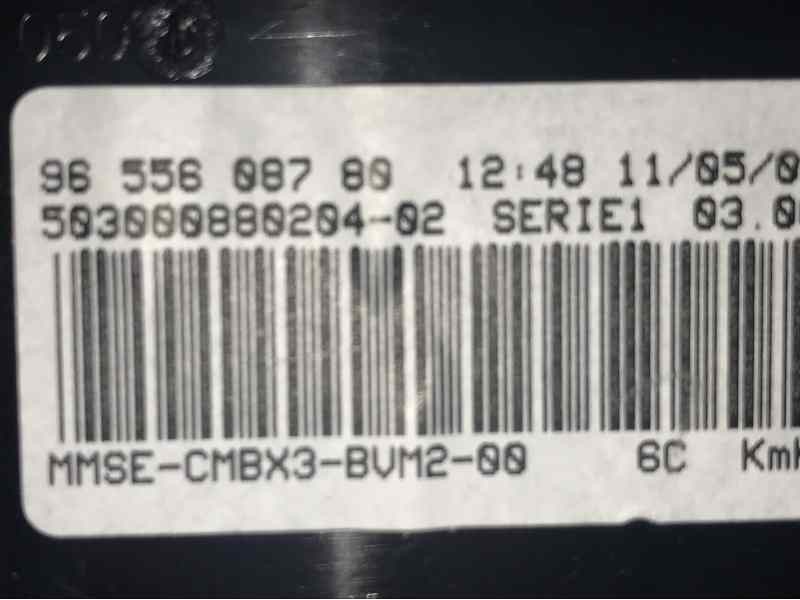 96 556 087 80 12:48 11/05/0
503000880204-02 SERIE1 03.0
MMSE-CMBX3-BVM2-00 6C Kmh